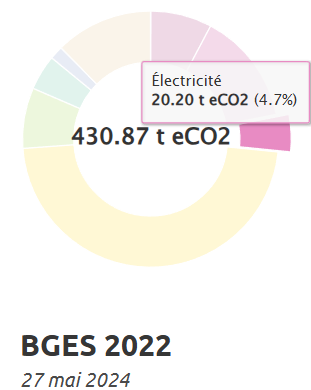 Électricité
20.20 t eCO2 (4.7%)
430.87 t eCO2
BGES 2022
27 mai 2024